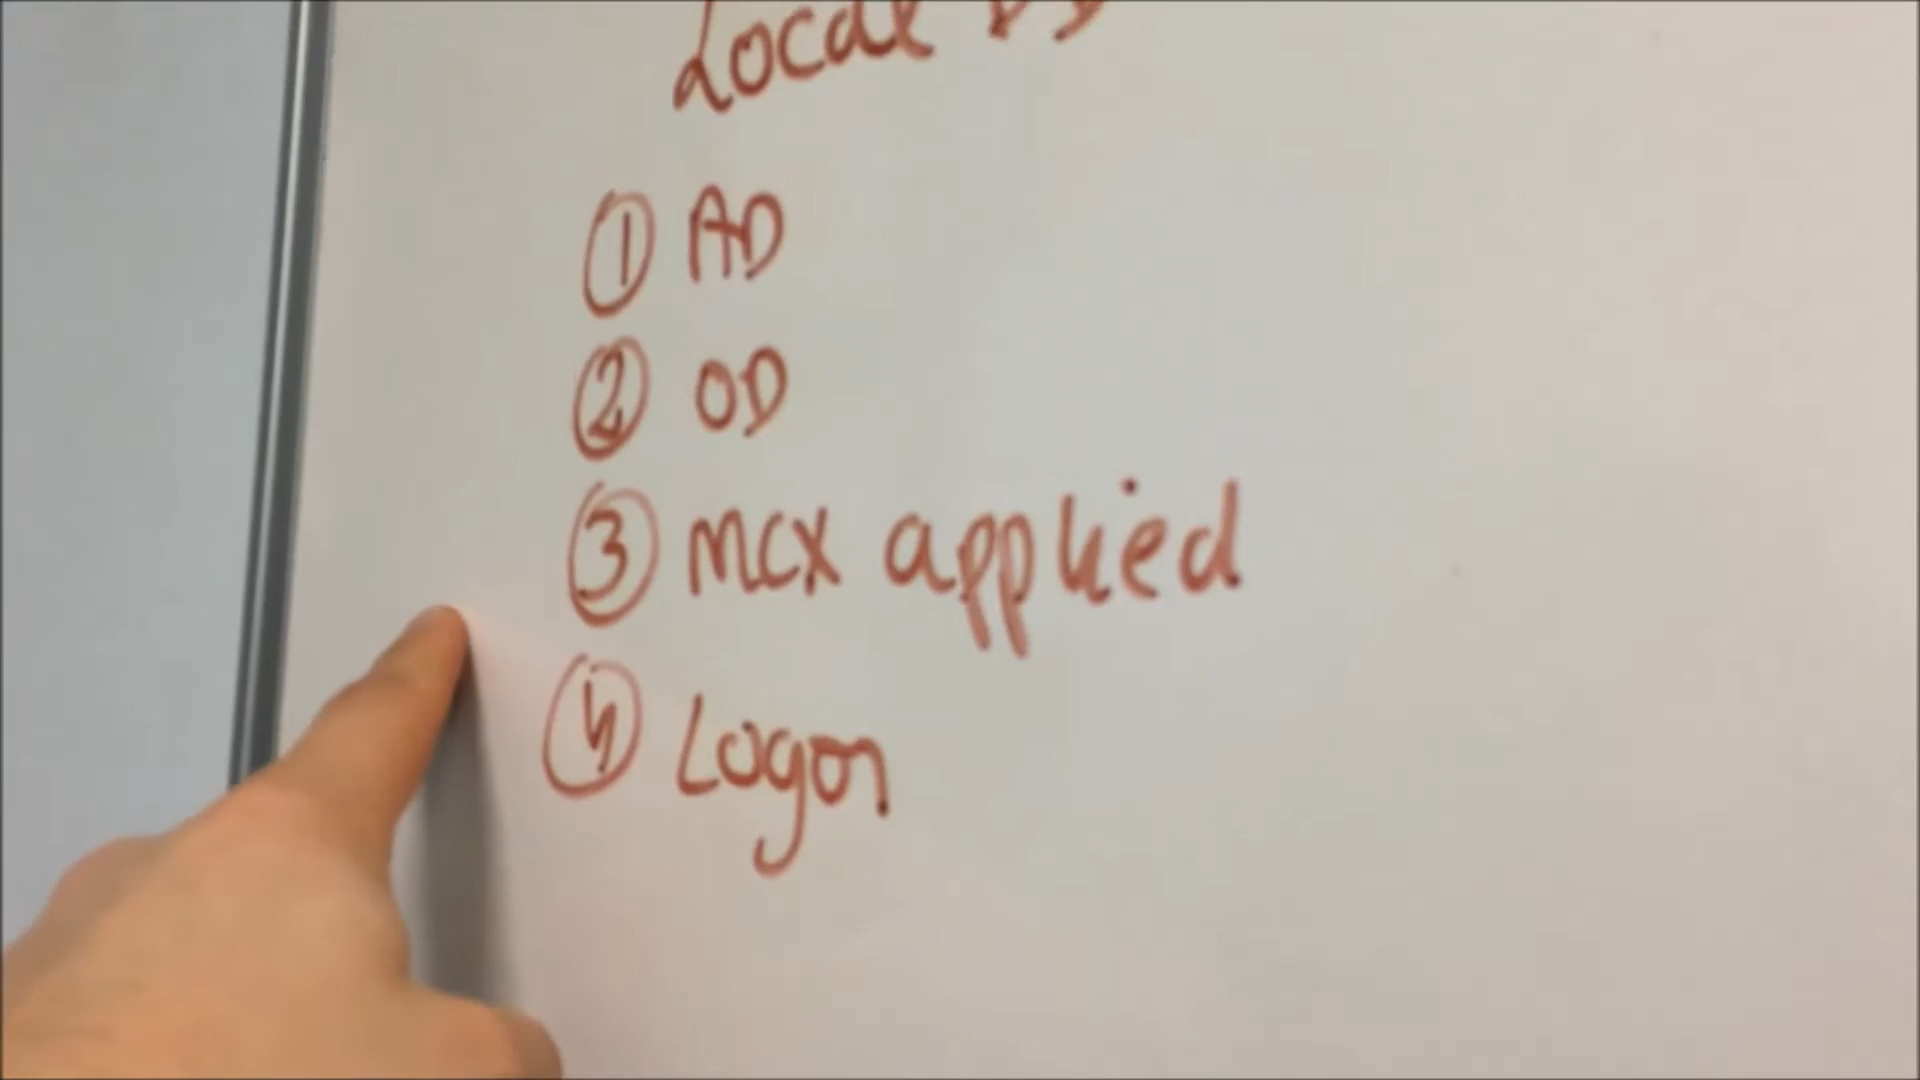 Local
① AD
② OD
③ MCX applied
④ Logon